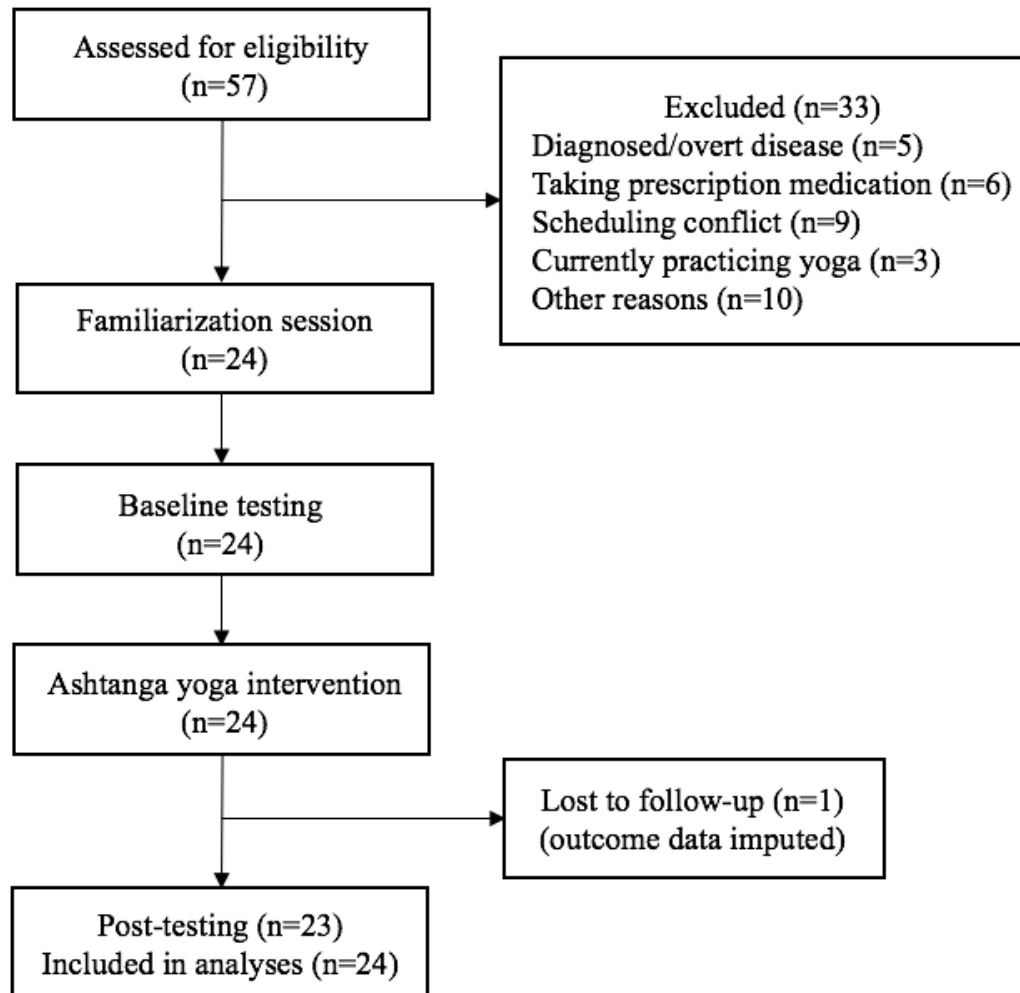 Assessed for eligibility
(n=57)
Excluded (n=33)
Diagnosed/overt disease (n=5)
Taking prescription medication (n=6)
Scheduling conflict (n=9)
Currently practicing yoga (n=3)
Other reasons (n=10)
Familiarization session
(n=24)
Baseline testing
(n=24)
Ashtanga yoga intervention
(n=24)
Lost to follow-up (n=1)
(outcome data imputed)
Post-testing (n=23)
Included in analyses (n=24)